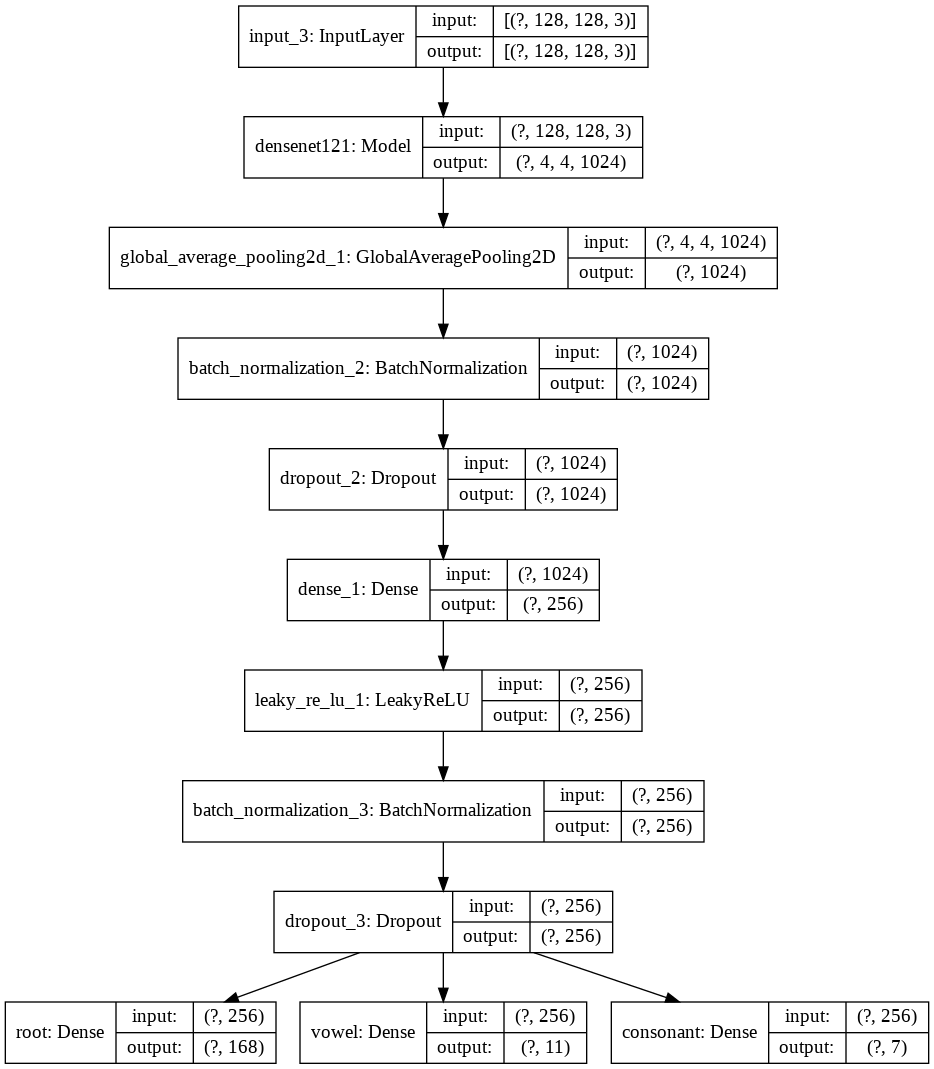 input_3: InputLayer
input: [(?, 128, 128, 3)]
output: [(?, 128, 128, 3)]
densenet121: Model
input: (?, 128, 128, 3)
output: (?, 4, 4, 1024)
global_average_pooling2d_1: GlobalAveragePooling2D
input: (?, 4, 4, 1024)
output: (?, 1024)
batch_normalization_2: BatchNormalization
input: (?, 1024)
output: (?, 1024)
dropout_2: Dropout
input: (?, 1024)
output: (?, 1024)
dense_1: Dense
input: (?, 1024)
output: (?, 256)
leaky_re_lu_1: LeakyReLU
input: (?, 256)
output: (?, 256)
batch_normalization_3: BatchNormalization
input: (?, 256)
output: (?, 256)
dropout_3: Dropout
input: (?, 256)
output: (?, 256)
root: Dense
input: (?, 256)
output: (?, 168)
vowel: Dense
input: (?, 256)
output: (?, 11)
consonant: Dense
input: (?, 256)
output: (?, 7)